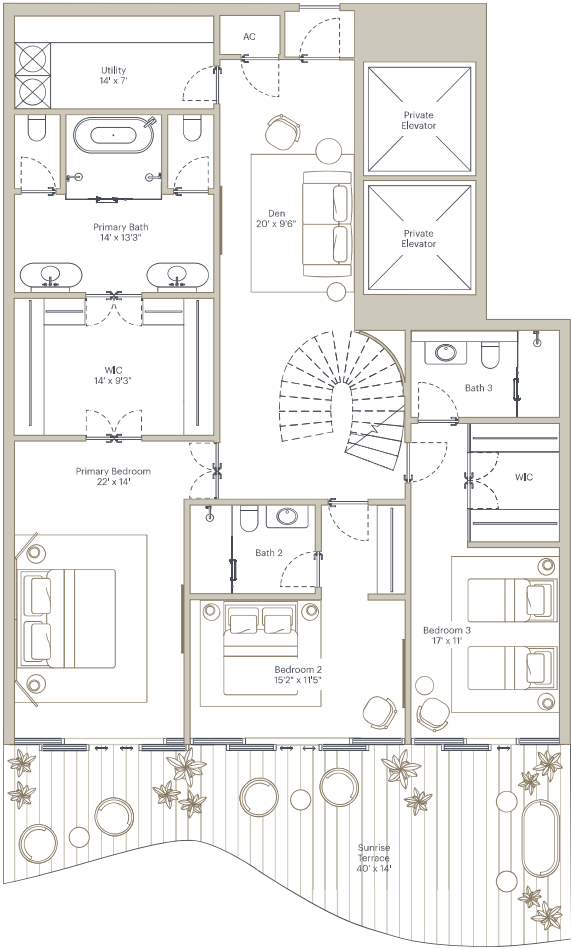 AC
Utility
14' x 7'
Private
Elevator
Den
20' x 9'6"
Primary Bath
14' x 13'3"
Private
Elevator
WIC
14' x 9'3"
Bath 3
Primary Bedroom
22' x 14'
WIC
Bath 2
Bedroom 3
17' x 11'
Bedroom 2
15'2" x 11'5"
Sunrise
Terrace
40' x 14'